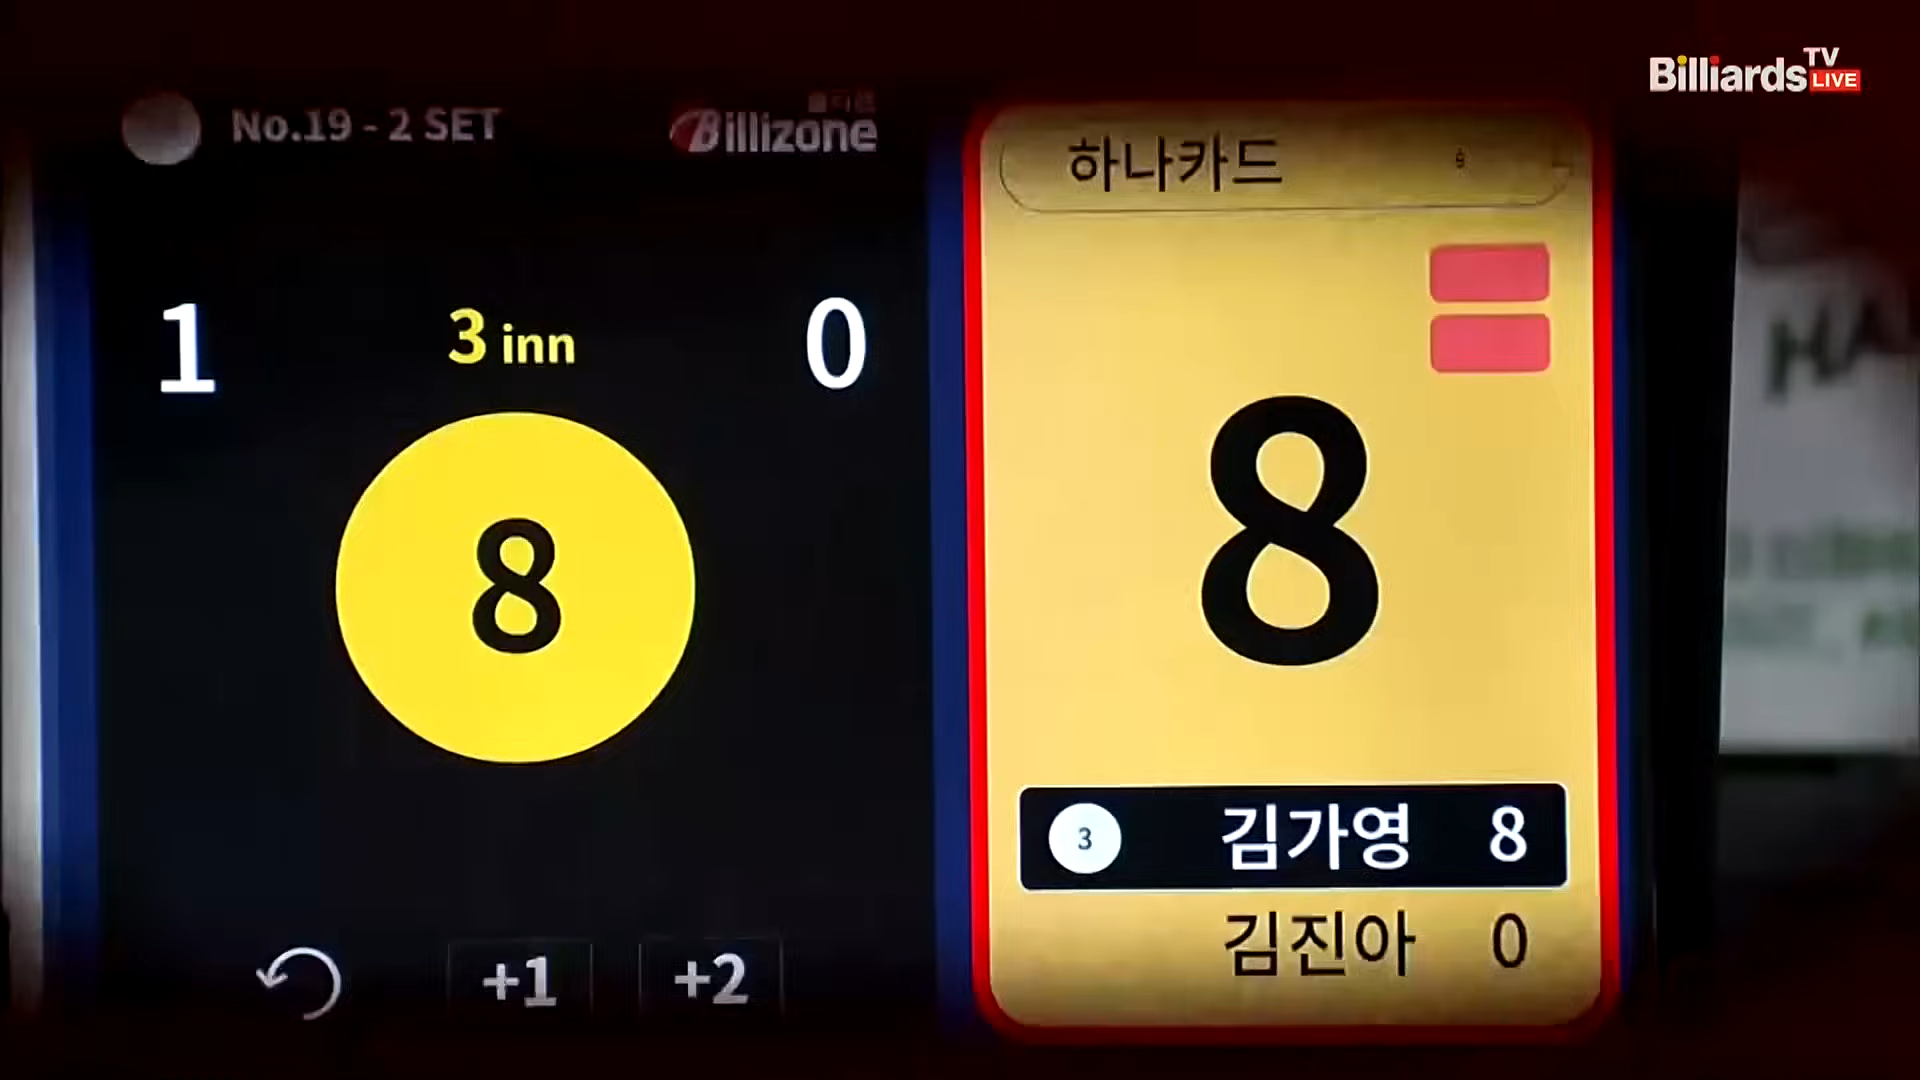 Billiards TV
LIVE
No.19 - 2 SET
Billizone
하나카드
1
3 inn
0
8
8
3 김가영 8
김진아 0
+1
+2